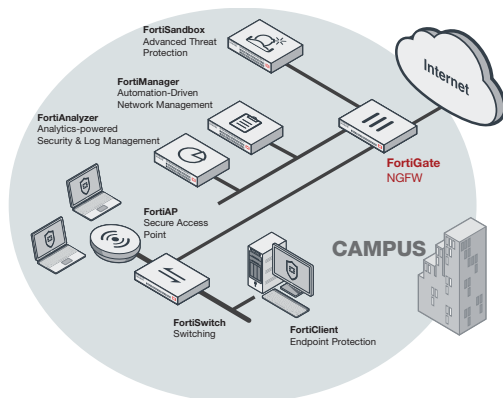 FortiSandbox
Advanced Threat
Protection
FortiManager
Automation-Driven
Network Management
FortiAnalyzer
Analytics-powered
Security & Log Management
Internet
FortiGate
NGFW
FortiAP
Secure Access
Point
CAMPUS
FortiSwitch
Switching
FortiClient
Endpoint Protection